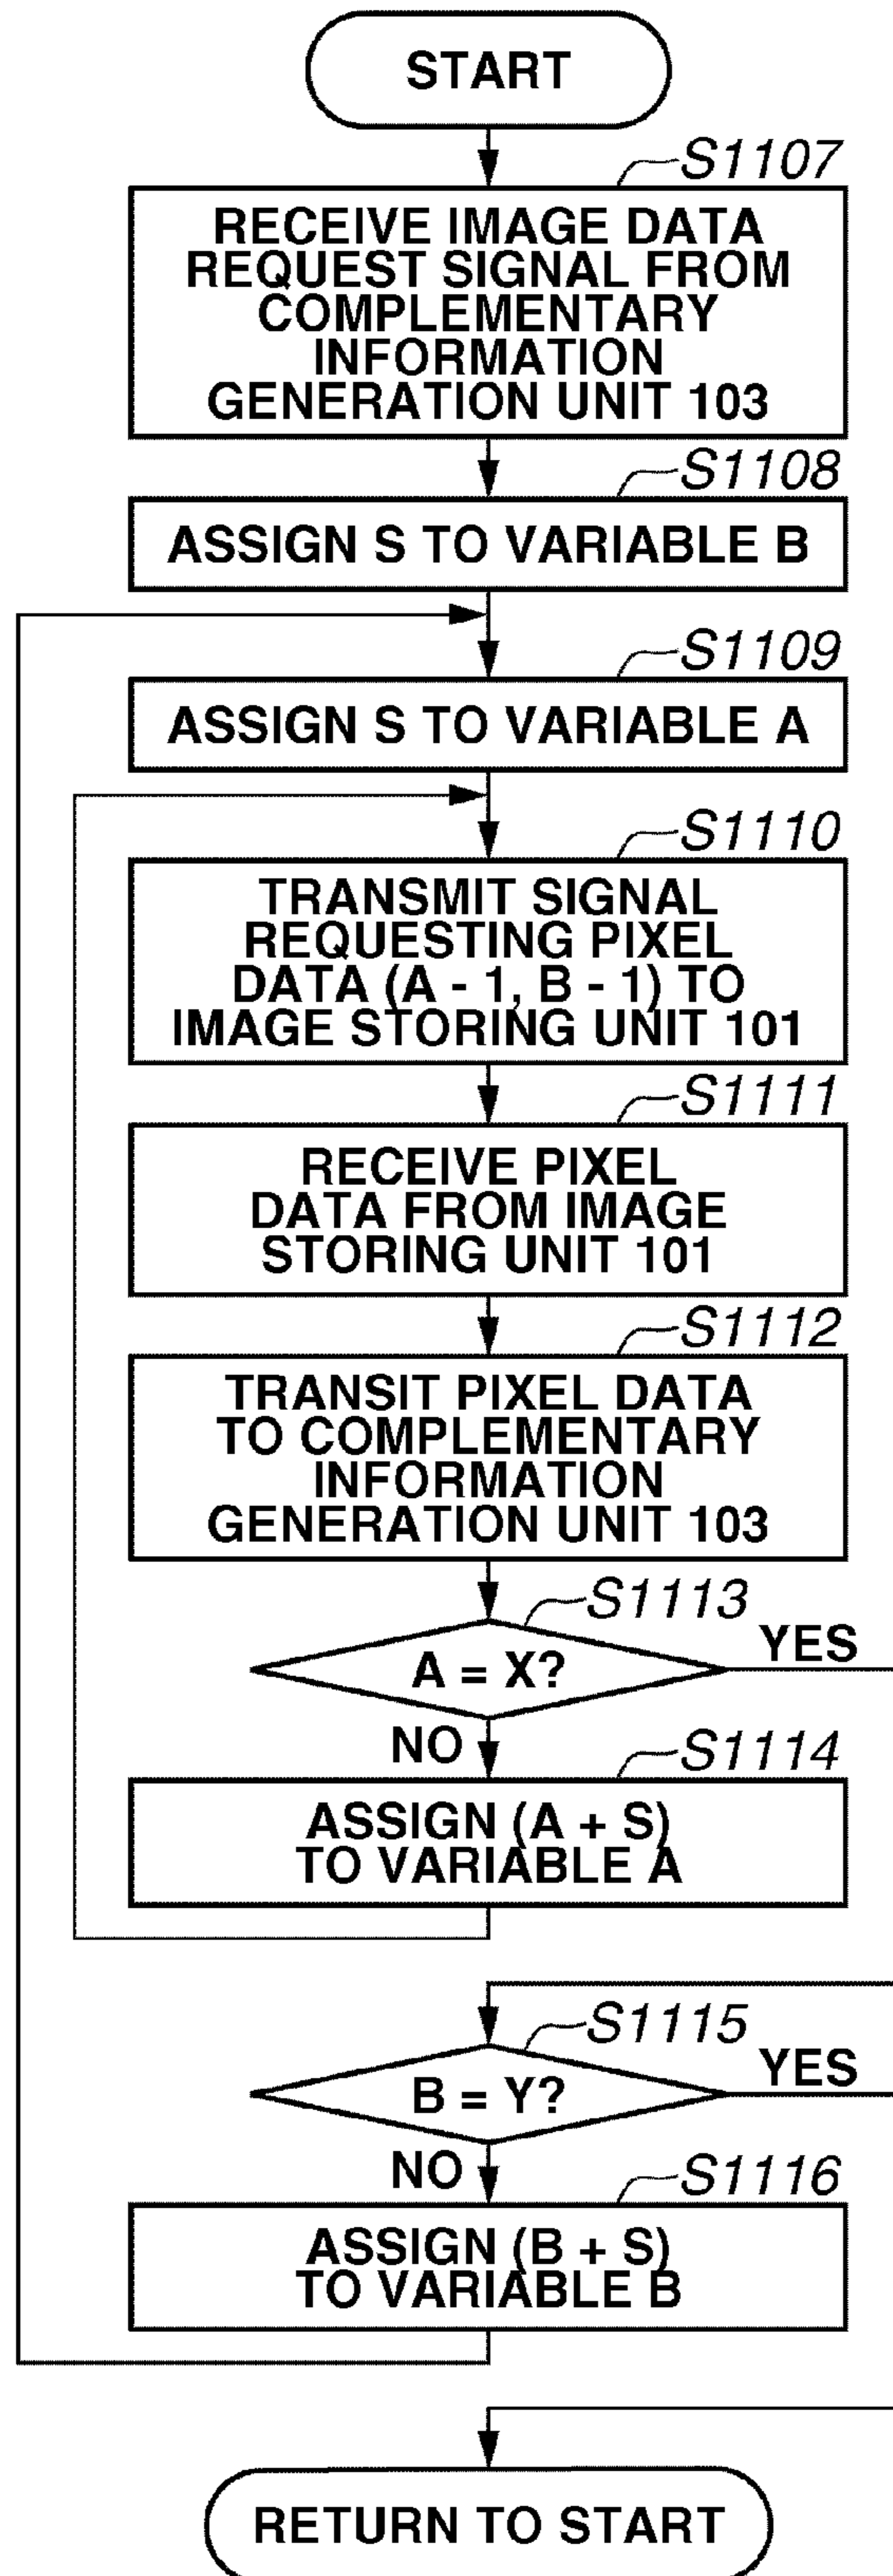 START
S1107
RECEIVE IMAGE DATA
REQUEST SIGNAL FROM
COMPLEMENTARY
INFORMATION
GENERATION UNIT 103
S1108
ASSIGN S TO VARIABLE B
S1109
ASSIGN S TO VARIABLE A
S1110
TRANSMIT SIGNAL
REQUESTING PIXEL
DATA (A - 1, B - 1) TO
IMAGE STORING UNIT 101
S1111
RECEIVE PIXEL
DATA FROM IMAGE
STORING UNIT 101
S1112
TRANSIT PIXEL DATA
TO COMPLEMENTARY
INFORMATION
GENERATION UNIT 103
S1113
A = X?
YES
NO
S1114
ASSIGN (A + S)
TO VARIABLE A
S1115
B = Y?
YES
NO
S1116
ASSIGN (B + S)
TO VARIABLE B
RETURN TO START